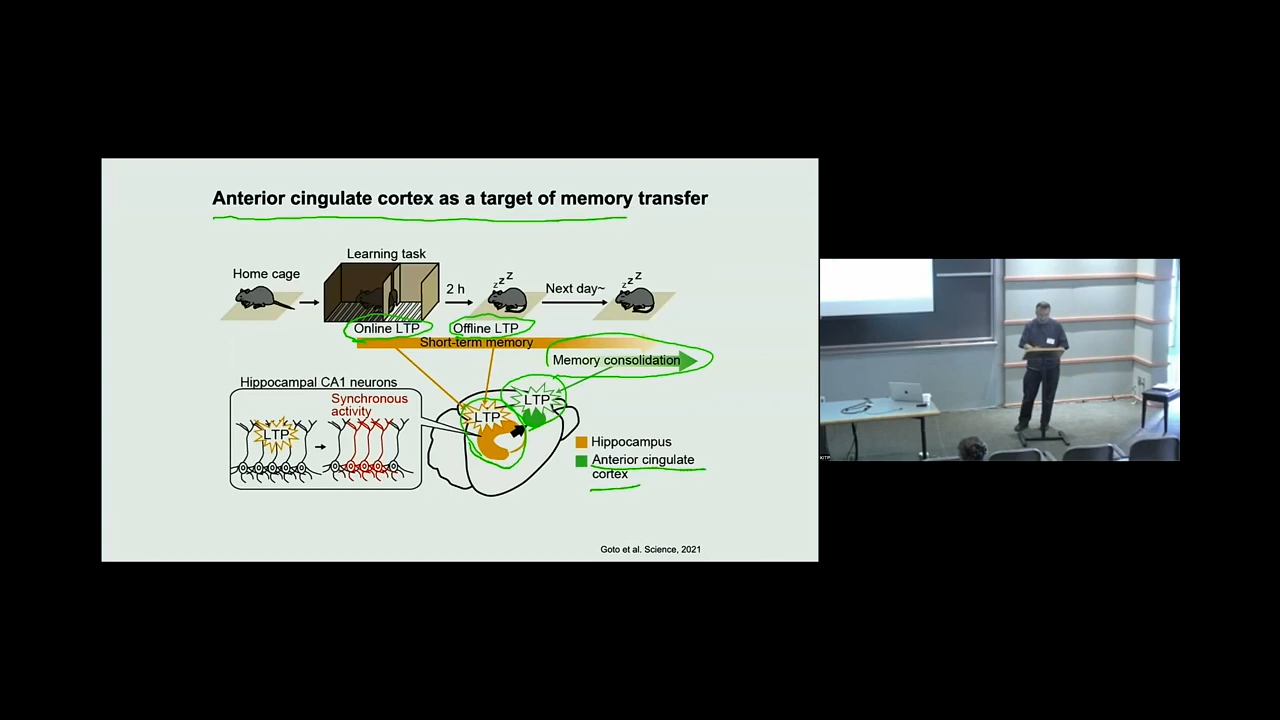 Anterior cingulate cortex as a target of memory transfer
Learning task
Home cage
2 h
z z Z
Next day~
z z Z
Online LTP
Offline LTP
Short-term memory
Memory consolidation
Hippocampal CA1 neurons
Synchronous
activity
LTP
LTP
LTP
Hippocampus
Anterior cingulate
cortex
Goto et al. Science, 2021
KITP